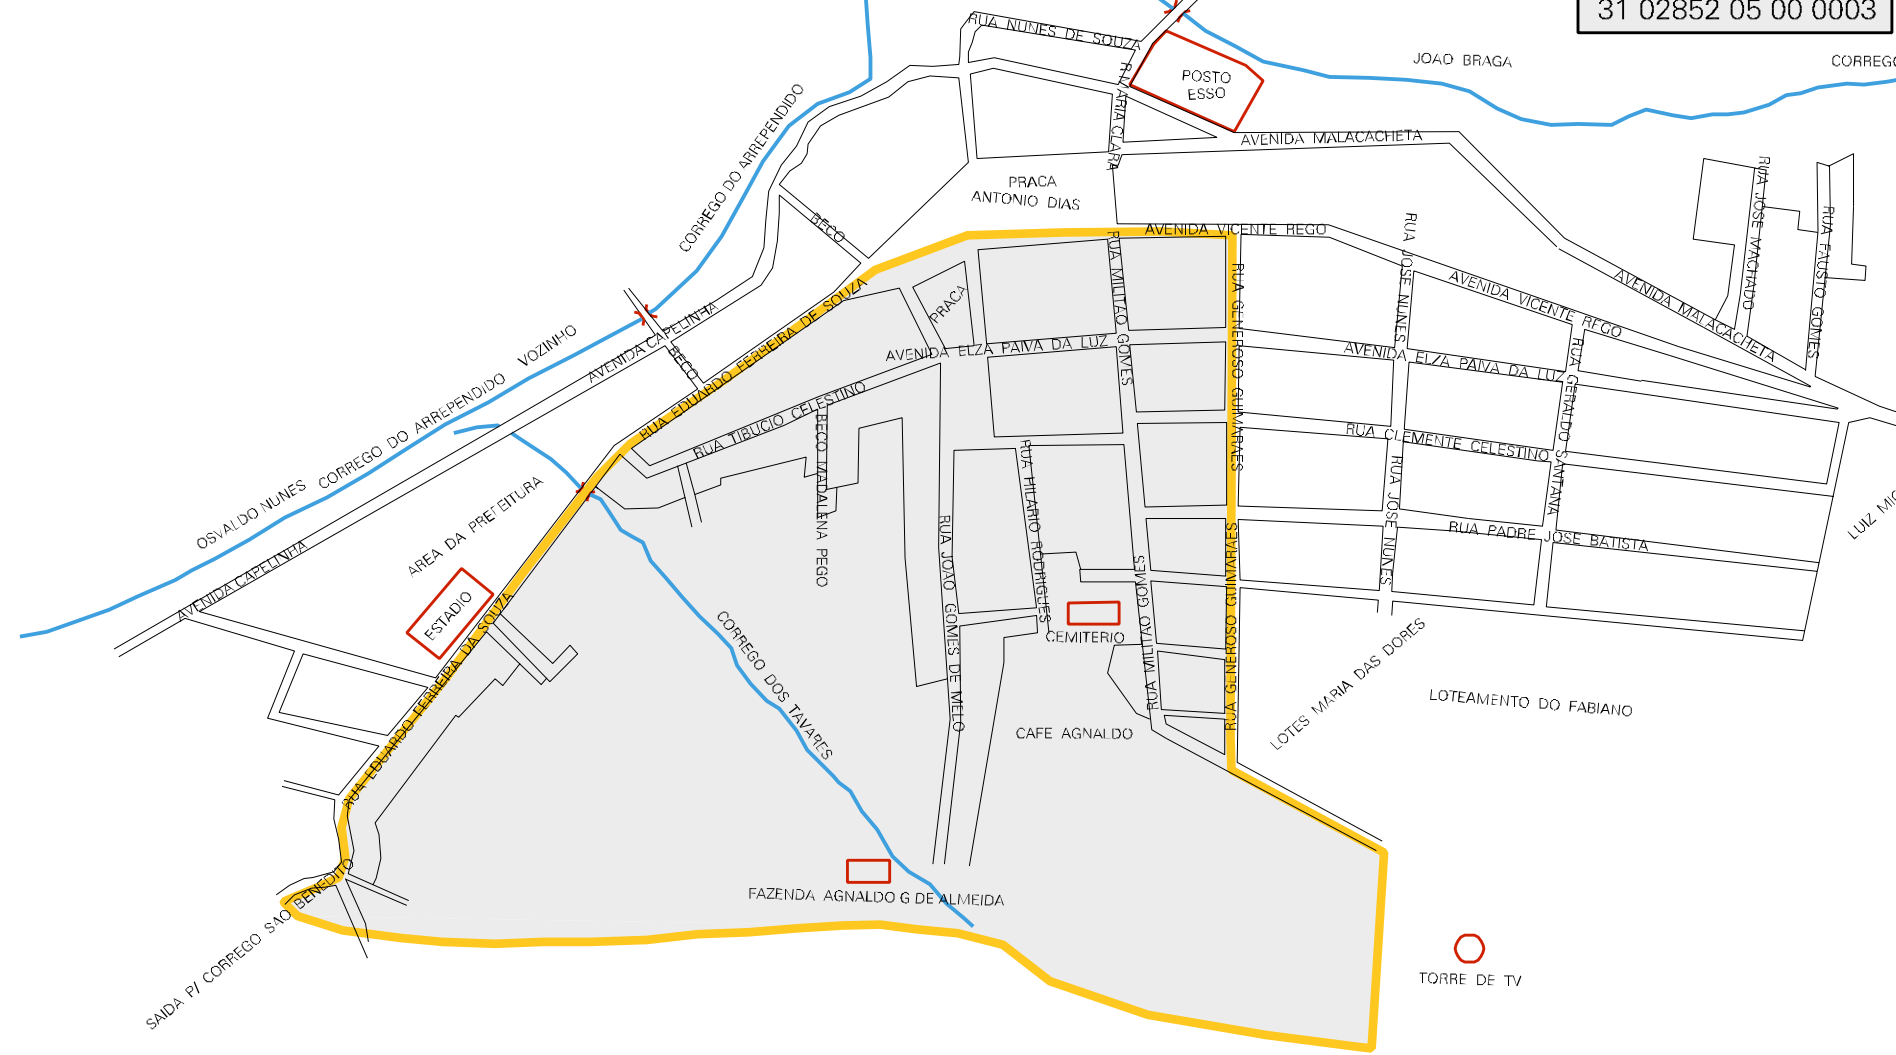 31 02852 05 00 0003
RUA NUNES DE SOUZA
JOAO BRAGA
CORREGO DO ARREPENDIDO
POSTO
ESSO
R MARIA CLARA
AVENIDA MALACACHETA
PRACA
ANTONIO DIAS
BECO
AVENIDA VICENTE REGO
RUA JOSE NUNES
RUA JOSE MACHADO
RUA FAUSTO GOMES
AVENIDA VICENTE REGO
AVENIDA MALACACHETA
RUA MILITAO GOMES
RUA GENEROSO GUIMARAES
PRACA
RUA EDUARDO FERREIRA DE SOUZA
AVENIDA CAPELINHA
BECO
VOZINHO
CORREGO DO ARREPENDIDO
OSVALDO NUNES
AVENIDA ELZA PAIVA DA LUZ
AVENIDA ELZA PAIVA DA LUZ
RUA GERALDO SANTANA
RUA TIBUCIO CELESTINO
BECO MADALENA PEGO
RUA CLEMENTE CELESTINO
RUA HILARIO RODRIGUES
RUA JOSE NUNES
AREA DA PREFEITURA
AVENIDA CAPELINHA
RUA JOAO GOMES DE MELO
RUA GENEROSO GUIMARAES
RUA PADRE JOSE BATISTA
ESTADIO
RUA EDUARDO FERREIRA DA SOUZA
CORREGO DOS TAVARES
CEMITERIO
RUA MILITAO GOMES
LOTES MARIA DAS DORES
LOTEAMENTO DO FABIANO
CAFE AGNALDO
FAZENDA AGNALDO G DE ALMEIDA
SAIDA P/ CORREGO SAO BENEDITO
TORRE DE TV